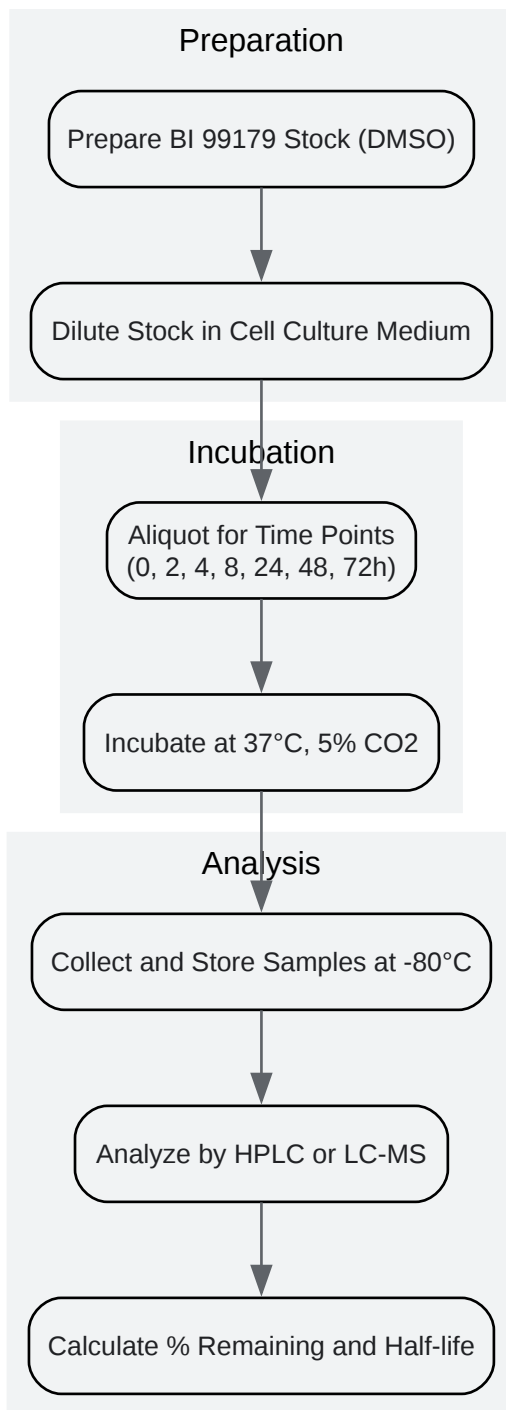 Preparation
Prepare BI 99179 Stock (DMSO)
Dilute Stock in Cell Culture Medium
Incubation
Aliquot for Time Points
(0, 2, 4, 8, 24, 48, 72h)
Incubate at 37°C, 5% CO2
Analysis
Collect and Store Samples at -80°C
Analyze by HPLC or LC-MS
Calculate % Remaining and Half-life